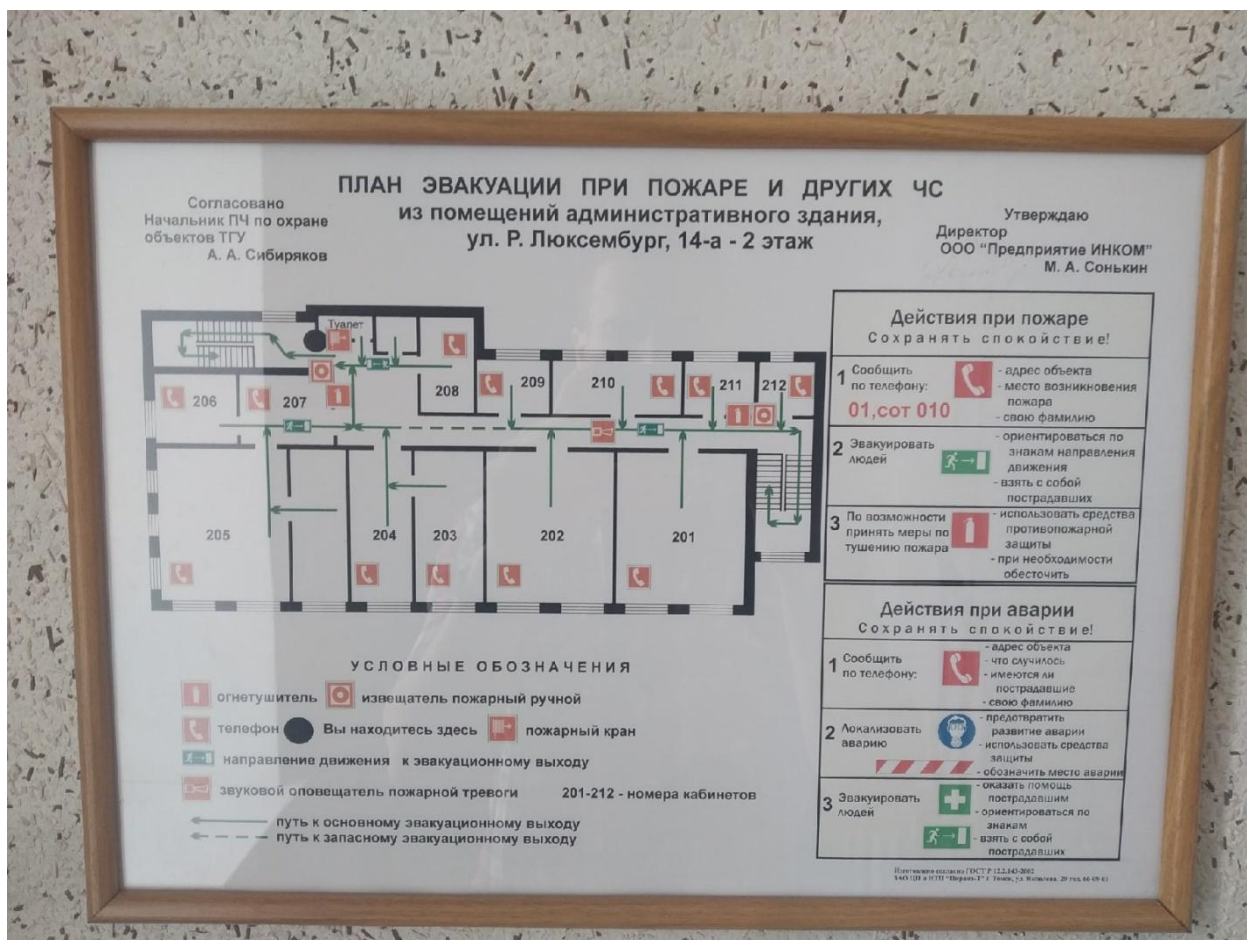 ПЛАН ЭВАКУАЦИИ ПРИ ПОЖАРЕ И ДРУГИХ ЧС
из помещений административного здания,
ул. Р. Люксембург, 14-а - 2 этаж
Согласовано
Начальник ПЧ по охране
объектов ТГУ
А. А. Сибиряков
Утверждаю
Директор
ООО "Предприятие ИНКОМ"
М. А. Сонькин
Туалет
206
207
208
209
210
211
212
205
204
203
202
201
Действия при пожаре
Сохранять спокойствие!
1 Сообщить
по телефону:
01,сот 010
- адрес объекта
- место возникновения
пожара
- свою фамилию
2 Эвакуировать
людей
- ориентироваться по
знакам направления
движения
- взять с собой
пострадавших
3 По возможности
принять меры по
тушению пожара
- использовать средства
противопожарной
защиты
- при необходимости
обесточить
Действия при аварии
Сохранять спокойствие!
1 Сообщить
по телефону:
- адрес объекта
- что случилось
- имеются ли
пострадавшие
- свою фамилию
2 Локализовать
аварию
- предотвратить
развитие аварии
- использовать средства
защиты
- обозначить место аварии
3 Эвакуировать
людей
- оказать помощь
пострадавшим
- ориентироваться по
знакам
- взять с собой
пострадавших
УСЛОВНЫЕ ОБОЗНАЧЕНИЯ
огнетушитель
извещатель пожарный ручной
телефон
Вы находитесь здесь
пожарный кран
направление движения к эвакуационному выходу
звуковой оповещатель пожарной тревоги
201-212 - номера кабинетов
путь к основному эвакуационному выходу
путь к запасному эвакуационному выходу
Изготовлено согласно ГОСТ Р 12.2.143-2002